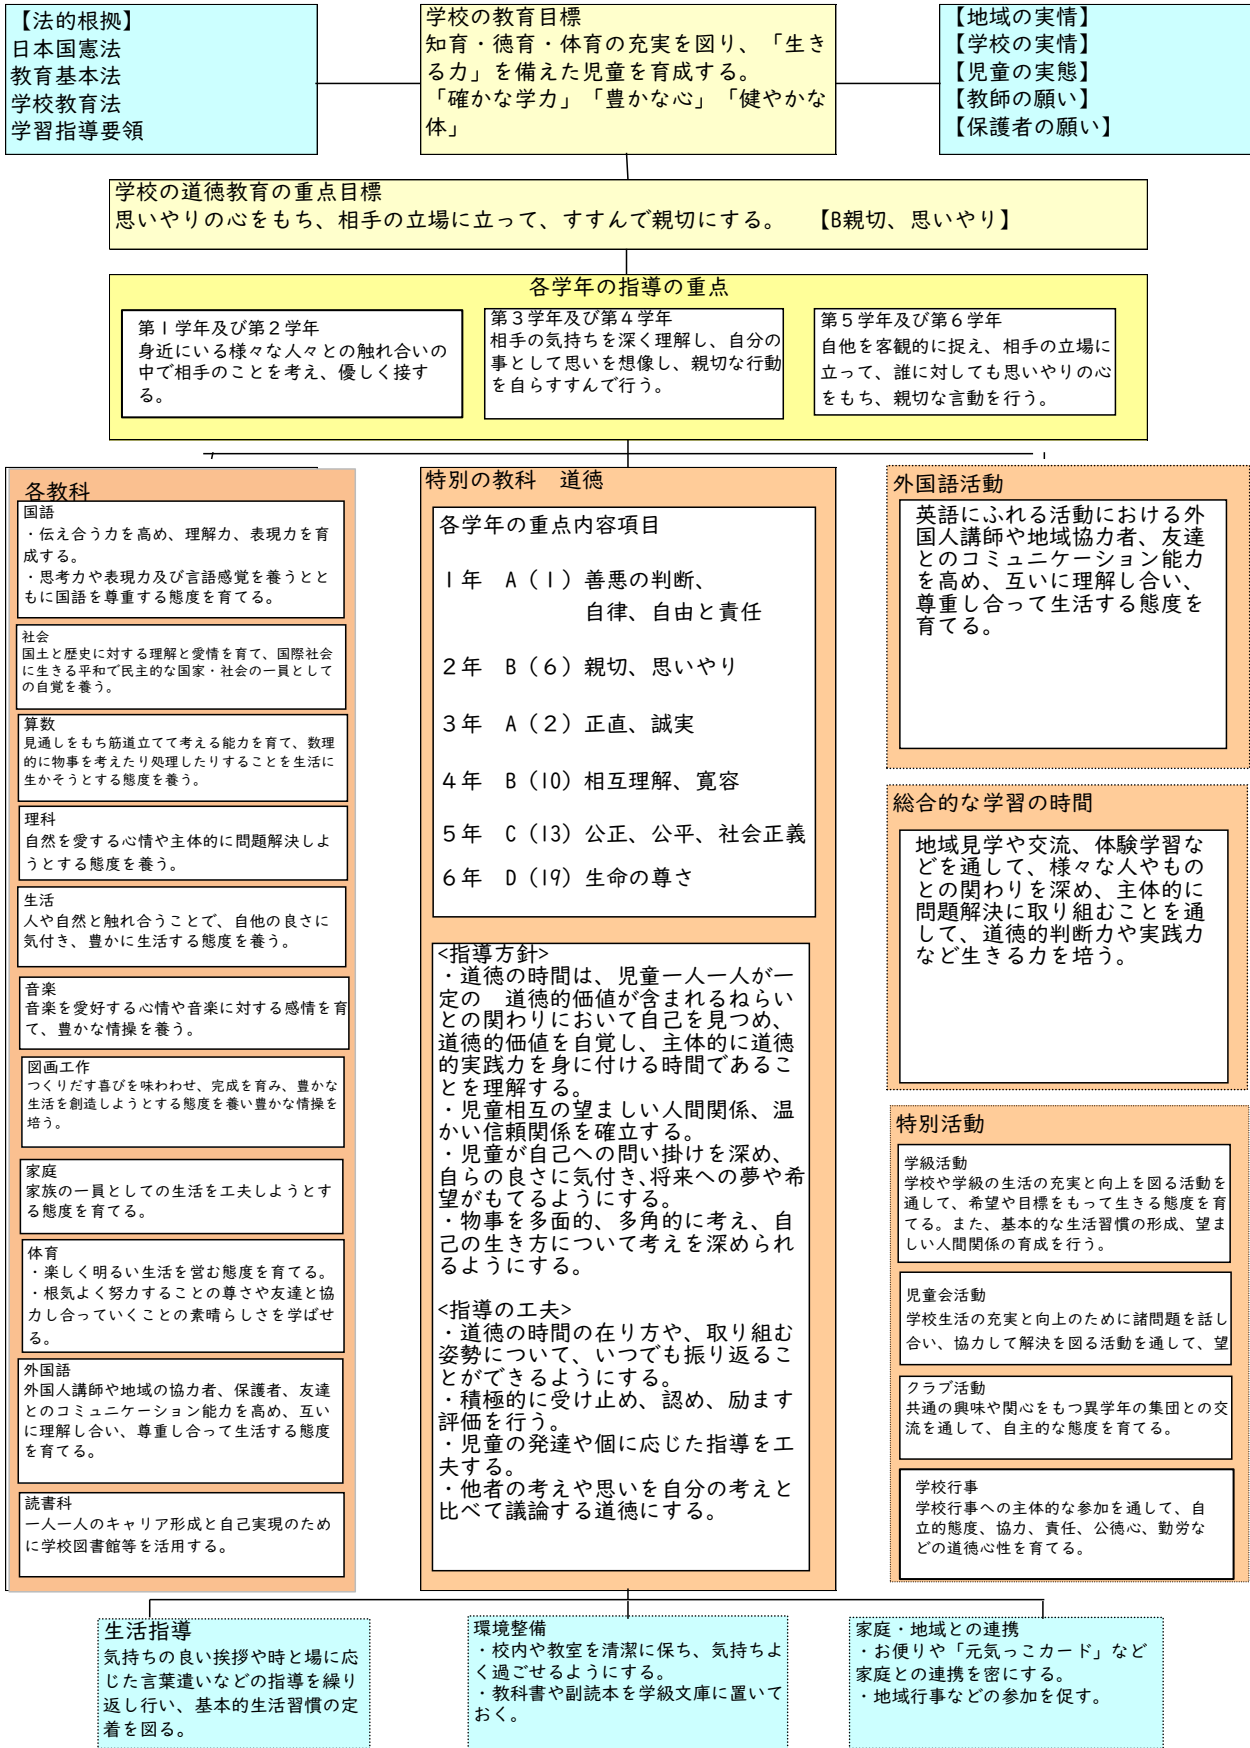 【法的根拠】
日本国憲法
教育基本法
学校教育法
学習指導要領
学校の教育目標
知育・徳育・体育の充実を図り、「生き
る力」を備えた児童を育成する。
「確かな学力」「豊かな心」「健やかな
体」
【地域の実情】
【学校の実情】
【児童の実態】
【教師の願い】
【保護者の願い】
学校の道徳教育の重点目標
思いやりの心をもち、相手の立場に立って、すすんで親切にする。　【B親切、思いやり】
各学年の指導の重点
第1学年及び第2学年
身近にいる様々な人々との触れ合いの
中で相手のことを考え、優しく接す
る。
第3学年及び第4学年
相手の気持ちを深く理解し、自分の
事として思いを想像し、親切な行動
を自らすすんで行う。
第5学年及び第6学年
自他を客観的に捉え、相手の立場に
立って、誰に対しても思いやりの心
をもち、親切な言動を行う。
各教科
国語
・伝え合う力を高め、理解力、表現力を育
成する。
・思考力や表現力及び言語感覚を養うとと
もに国語を尊重する態度を育てる。
社会
国土と歴史に対する理解と愛情を育て、国際社会
に生きる平和で民主的な国家・社会の一員として
の自覚を養う。
算数
見通しをもち筋道立てて考える能力を育て、数理
的に物事を考えたり処理したりすることを生活に
生かそうとする態度を養う。
理科
自然を愛する心情や主体的に問題解決しよ
うとする態度を養う。
生活
人や自然と触れ合うことで、自他の良さに
気付き、豊かに生活する態度を養う。
音楽
音楽を愛好する心情や音楽に対する感情を育
て、豊かな情操を養う。
図画工作
つくりだす喜びを味わわせ、完成を育み、豊かな
生活を創造しようとする態度を養い豊かな情操を
培う。
家庭
家族の一員としての生活を工夫しようとす
る態度を育てる。
体育
・楽しく明るい生活を営む態度を育てる。
・根気よく努力することの尊さや友達と協
力し合っていくことの素晴らしさを学ばせ
る。
外国語
外国人講師や地域の協力者、保護者、友達
とのコミュニケーション能力を高め、互い
に理解し合い、尊重し合って生活する態度
を育てる。
読書科
一人一人のキャリア形成と自己実現のため
に学校図書館等を活用する。
特別の教科　道徳
各学年の重点内容項目
1年　A（1）善悪の判断、
自律、自由と責任
2年　B（6）親切、思いやり
3年　A（2）正直、誠実
4年　B（10）相互理解、寛容
5年　C（13）公正、公平、社会正義
6年　D（19）生命の尊さ
<指導方針>
・道徳の時間は、児童一人一人が一
定の　道徳的価値が含まれるねらい
との関わりにおいて自己を見つめ、
道徳的価値を自覚し、主体的に道徳
的実践力を身に付ける時間であるこ
とを理解する。
・児童相互の望ましい人間関係、温
かい信頼関係を確立する。
・児童が自己への問い掛けを深め、
自らの良さに気付き、将来への夢や希
望がもてるようにする。
・物事を多面的、多角的に考え、自
己の生き方について考えを深められ
るようにする。
<指導の工夫>
・道徳の時間の在り方や、取り組む
姿勢について、いつでも振り返るこ
とができるようにする。
・積極的に受け止め、認め、励ます
評価を行う。
・児童の発達や個に応じた指導を工
夫する。
・他者の考えや思いを自分の考えと
比べて議論する道徳にする。
外国語活動
英語にふれる活動における外
国人講師や地域協力者、友達
とのコミュニケーション能力
を高め、互いに理解し合い、
尊重し合って生活する態度を
育てる。
総合的な学習の時間
地域見学や交流、体験学習な
どを通して、様々な人やもの
との関わりを深め、主体的に
問題解決に取り組むことを通
して、道徳的判断力や実践力
など生きる力を培う。
特別活動
学級活動
学校や学級の生活の充実と向上を図る活動を
通して、希望や目標をもって生きる態度を育
てる。また、基本的な生活習慣の形成、望ま
しい人間関係の育成を行う。
児童会活動
学校生活の充実と向上のために諸問題を話し
合い、協力して解決を図る活動を通して、望
クラブ活動
共通の興味や関心をもつ異学年の集団との交
流を通して、自主的な態度を育てる。
学校行事
学校行事への主体的な参加を通して、自
立的態度、協力、責任、公徳心、勤労な
どの道徳心性を育てる。
生活指導
気持ちの良い挨拶や時と場に応
じた言葉遣いなどの指導を繰り
返し行い、基本的生活習慣の定
着を図る。
環境整備
・校内や教室を清潔に保ち、気持ちよ
く過ごせるようにする。
・教科書や副読本を学級文庫に置いて
おく。
家庭・地域との連携
・お便りや「元気っこカード」など
家庭との連携を密にする。
・地域行事などの参加を促す。